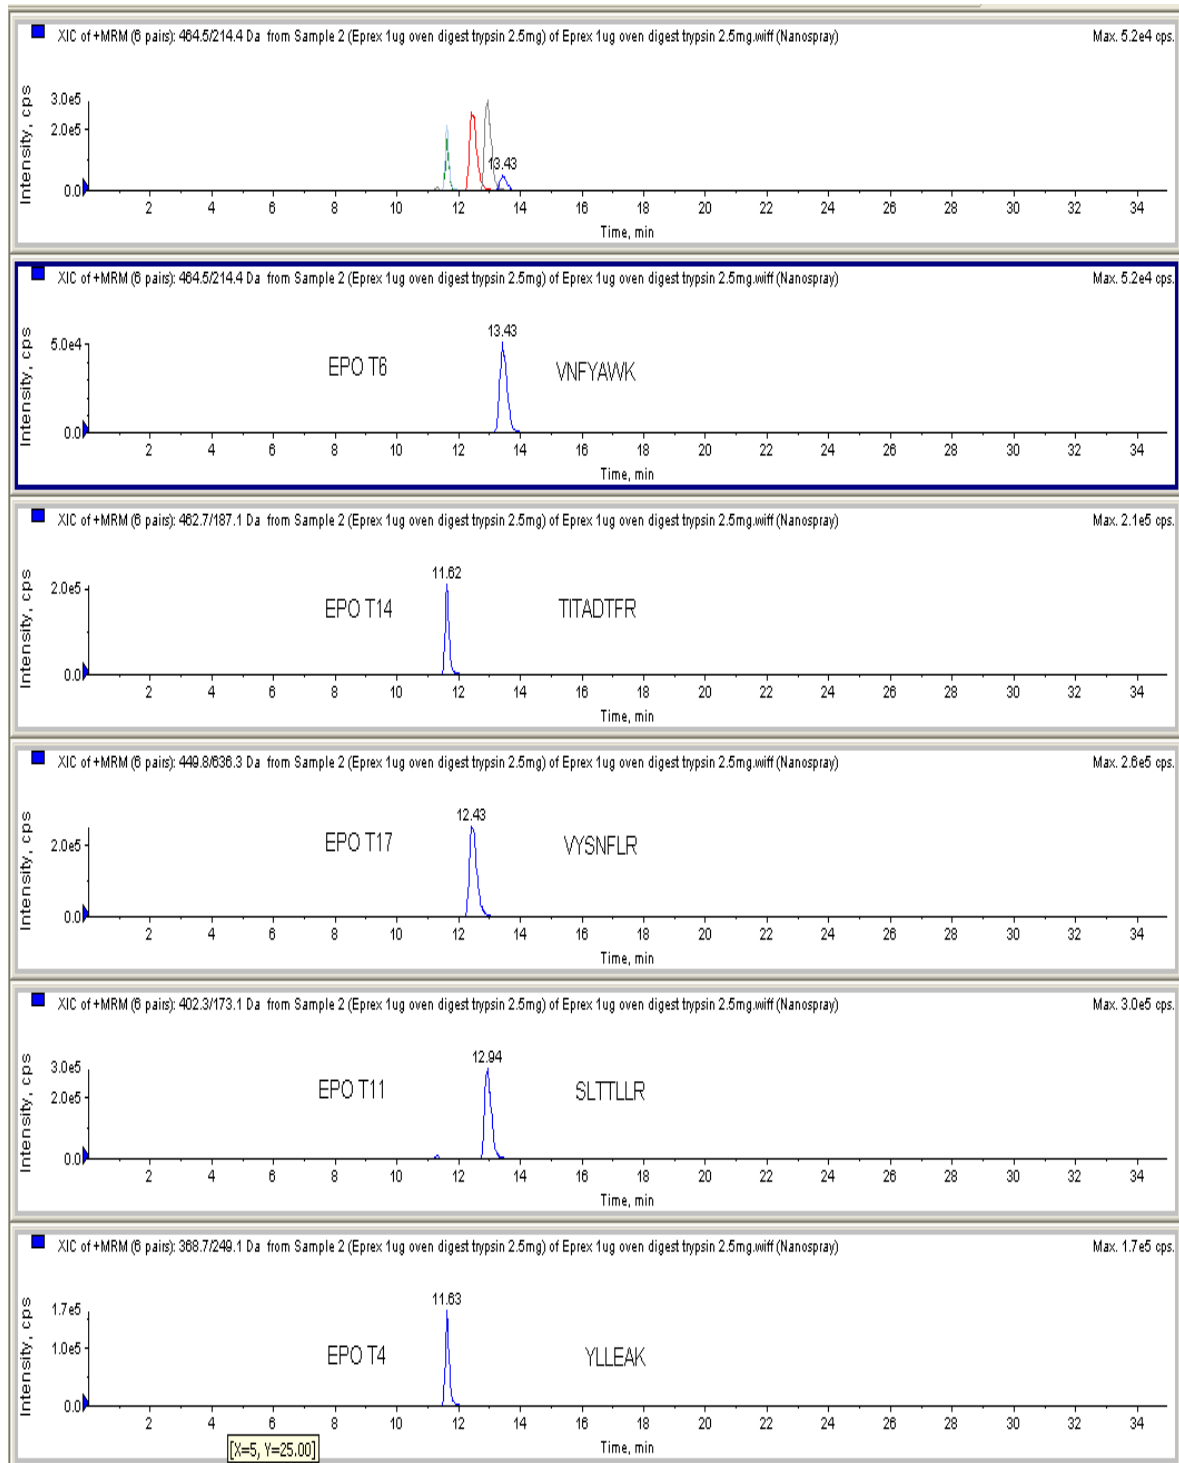 XIC of +MRM (6 pairs): 464.5/214.4 Da from Sample 2 (Eprex 1ug oven digest trypsin 2.5mg) of Eprex 1ug oven digest trypsin 2.5mg.wiff (Nanospray) Max. 5.2e4 cps.
Intensity, cps
3.0e5
2.0e5
0.0
13.43
2 4 6 8 10 12 14 16 18 20 22 24 26 28 30 32 34
Time, min
XIC of +MRM (6 pairs): 464.5/214.4 Da from Sample 2 (Eprex 1ug oven digest trypsin 2.5mg) of Eprex 1ug oven digest trypsin 2.5mg.wiff (Nanospray) Max. 5.2e4 cps.
Intensity, cps
5.0e4
0.0
13.43
EPO T6 VNFYAWK
2 4 6 8 10 12 14 16 18 20 22 24 26 28 30 32 34
Time, min
XIC of +MRM (6 pairs): 462.7/187.1 Da from Sample 2 (Eprex 1ug oven digest trypsin 2.5mg) of Eprex 1ug oven digest trypsin 2.5mg.wiff (Nanospray) Max. 2.1e5 cps.
Intensity, cps
2.0e5
0.0
11.62
EPO T14 TITADTFR
2 4 6 8 10 12 14 16 18 20 22 24 26 28 30 32 34
Time, min
XIC of +MRM (6 pairs): 449.8/636.3 Da from Sample 2 (Eprex 1ug oven digest trypsin 2.5mg) of Eprex 1ug oven digest trypsin 2.5mg.wiff (Nanospray) Max. 2.6e5 cps.
Intensity, cps
2.0e5
0.0
12.43
EPO T17 VYSNFLR
2 4 6 8 10 12 14 16 18 20 22 24 26 28 30 32 34
Time, min
XIC of +MRM (6 pairs): 402.3/173.1 Da from Sample 2 (Eprex 1ug oven digest trypsin 2.5mg) of Eprex 1ug oven digest trypsin 2.5mg.wiff (Nanospray) Max. 3.0e5 cps.
Intensity, cps
3.0e5
2.0e5
0.0
12.94
EPO T11 SLTTLLR
2 4 6 8 10 12 14 16 18 20 22 24 26 28 30 32 34
Time, min
XIC of +MRM (6 pairs): 368.7/249.1 Da from Sample 2 (Eprex 1ug oven digest trypsin 2.5mg) of Eprex 1ug oven digest trypsin 2.5mg.wiff (Nanospray) Max. 1.7e5 cps.
Intensity, cps
1.7e5
1.0e5
0.0
11.63
EPO T4 YLLEAK
2 4 6 8 10 12 14 16 18 20 22 24 26 28 30 32 34
Time, min
[X=5, Y=25.00]